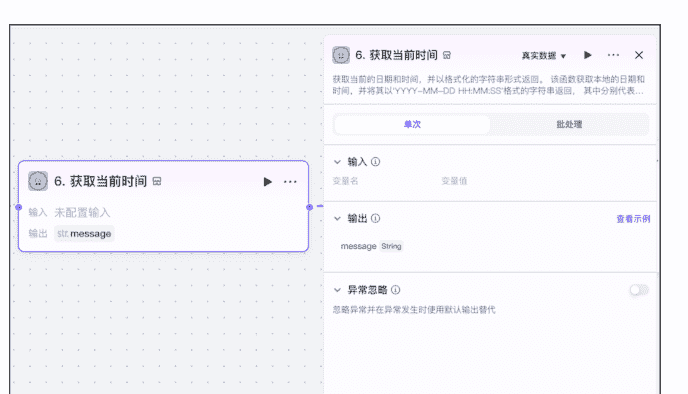 6. 获取当前时间
输入 未配置输入
输出 str. message
6. 获取当前时间 真实数据
获取当前的日期和时间，并以格式化的字符串形式返回。 该函数获取本地的日期和
时间，并将其以'YYYY-MM-DD HH:MM:SS'格式的字符串返回， 其中分别代表...
单次 批处理
输入
变量名 变量值
输出 查看示例
message String
异常忽略
忽略异常并在异常发生时使用默认输出替代